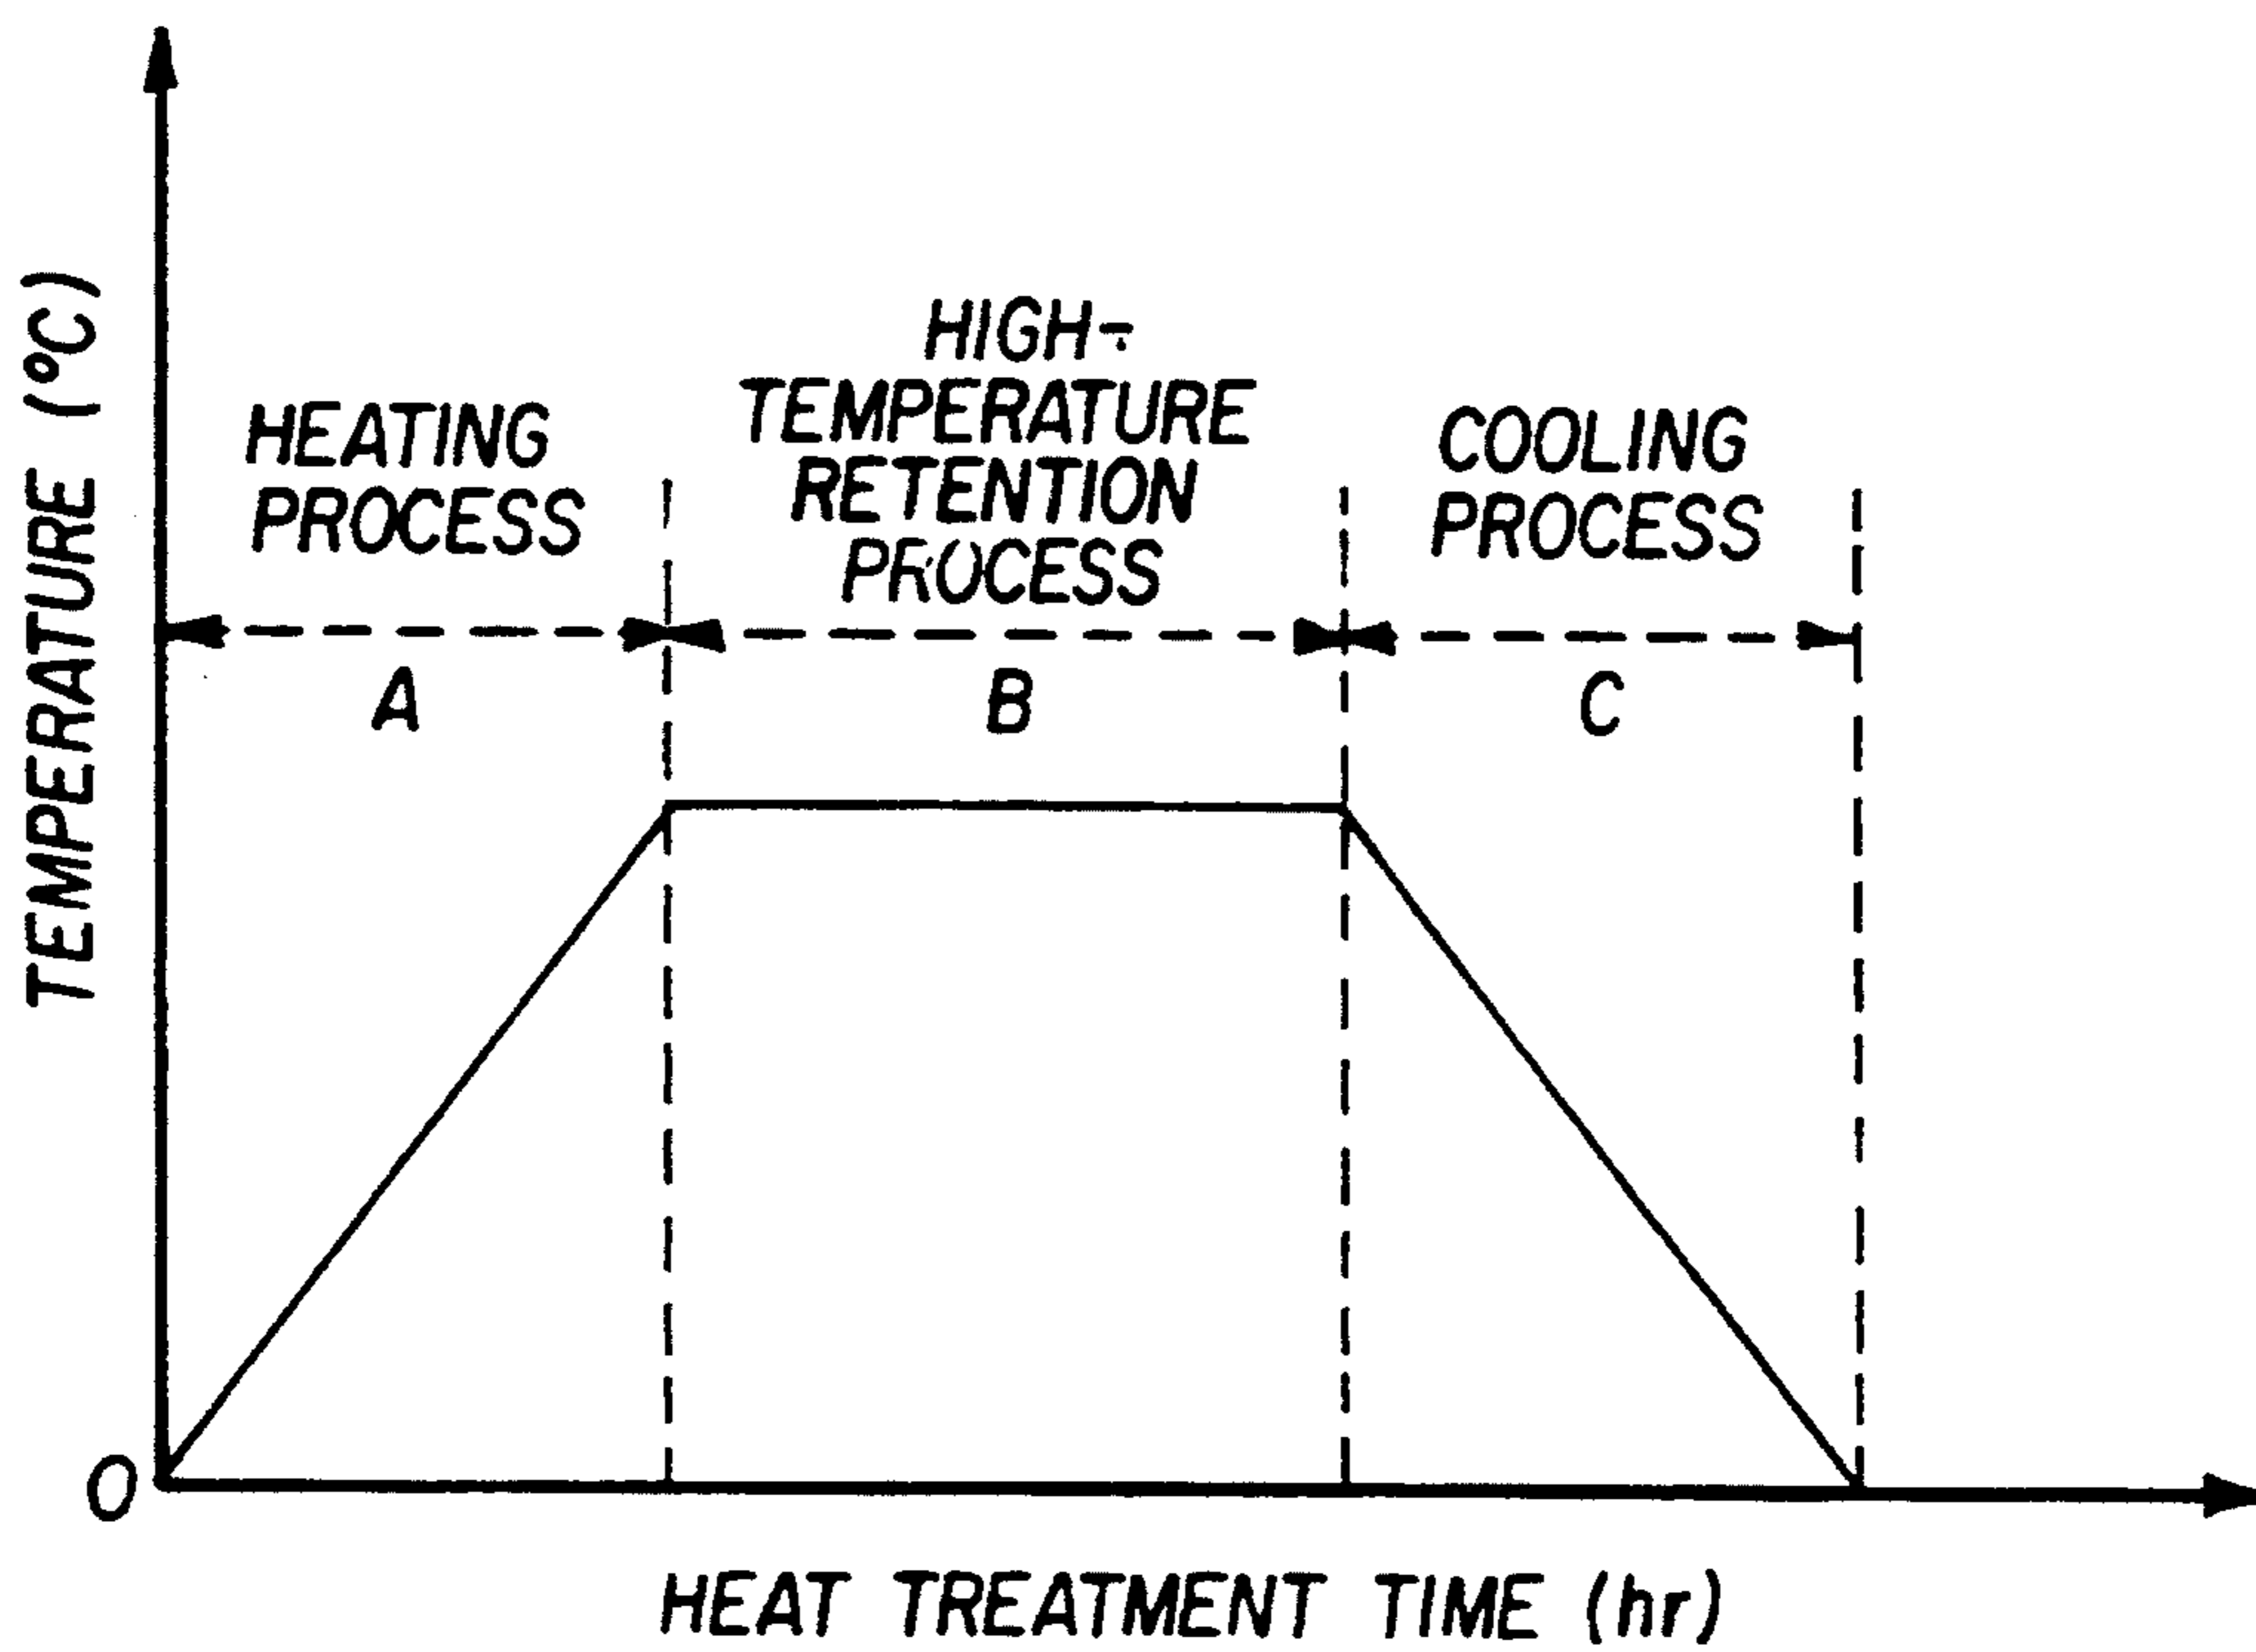 TEMPERATURE (°C)
HEATING
PROCESS
HIGH-
TEMPERATURE
RETENTION
PROCESS
COOLING
PROCESS
A
B
C
O
HEAT TREATMENT TIME (hr)